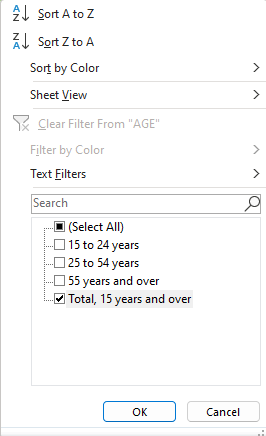 Sort A to Z
Sort Z to A
Sort by Color
Sheet View
Clear Filter From "AGE"
Filter by Color
Text Filters
Search
(Select All)
15 to 24 years
25 to 54 years
55 years and over
Total, 15 years and over
OK
Cancel